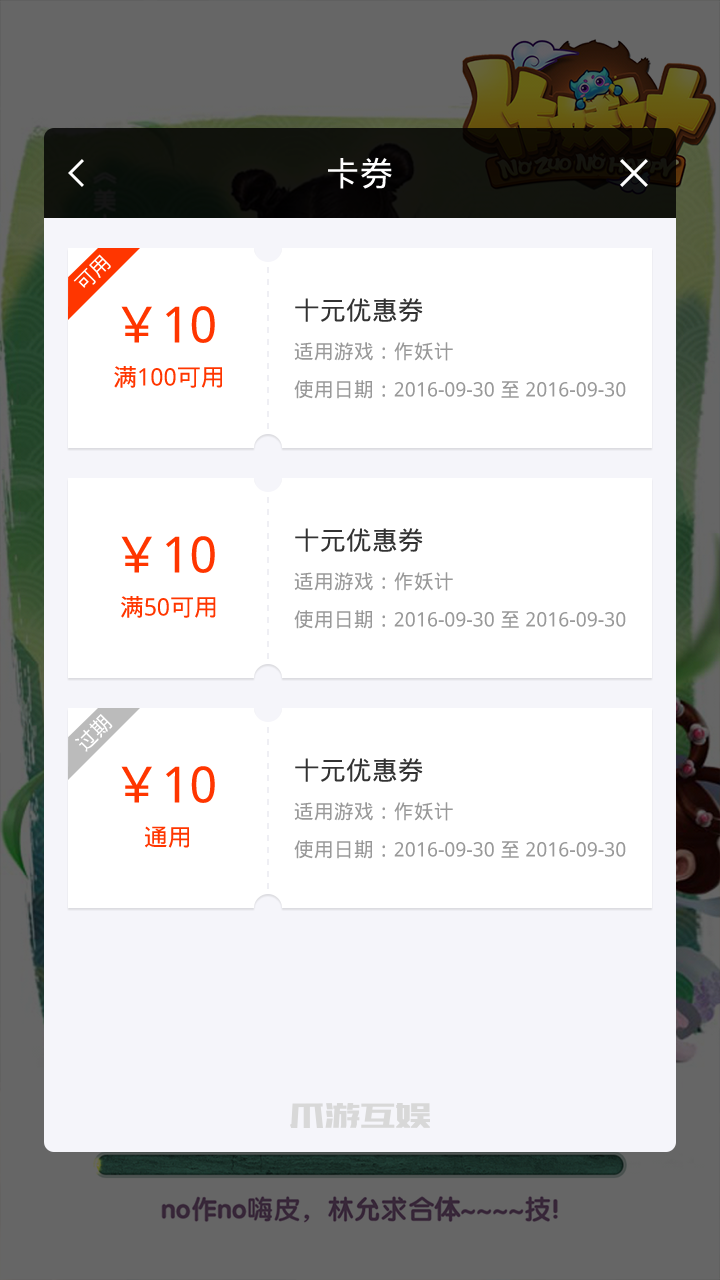 作妖计
NO ZUO NO HAPPY
美
卡券
可用
¥ 10
满100可用
十元优惠券
适用游戏：作妖计
使用日期：2016-09-30 至 2016-09-30
¥ 10
满50可用
十元优惠券
适用游戏：作妖计
使用日期：2016-09-30 至 2016-09-30
过期
¥ 10
通用
十元优惠券
适用游戏：作妖计
使用日期：2016-09-30 至 2016-09-30
爪游互娱
no作no嗨皮，林允求合体~~~~技!